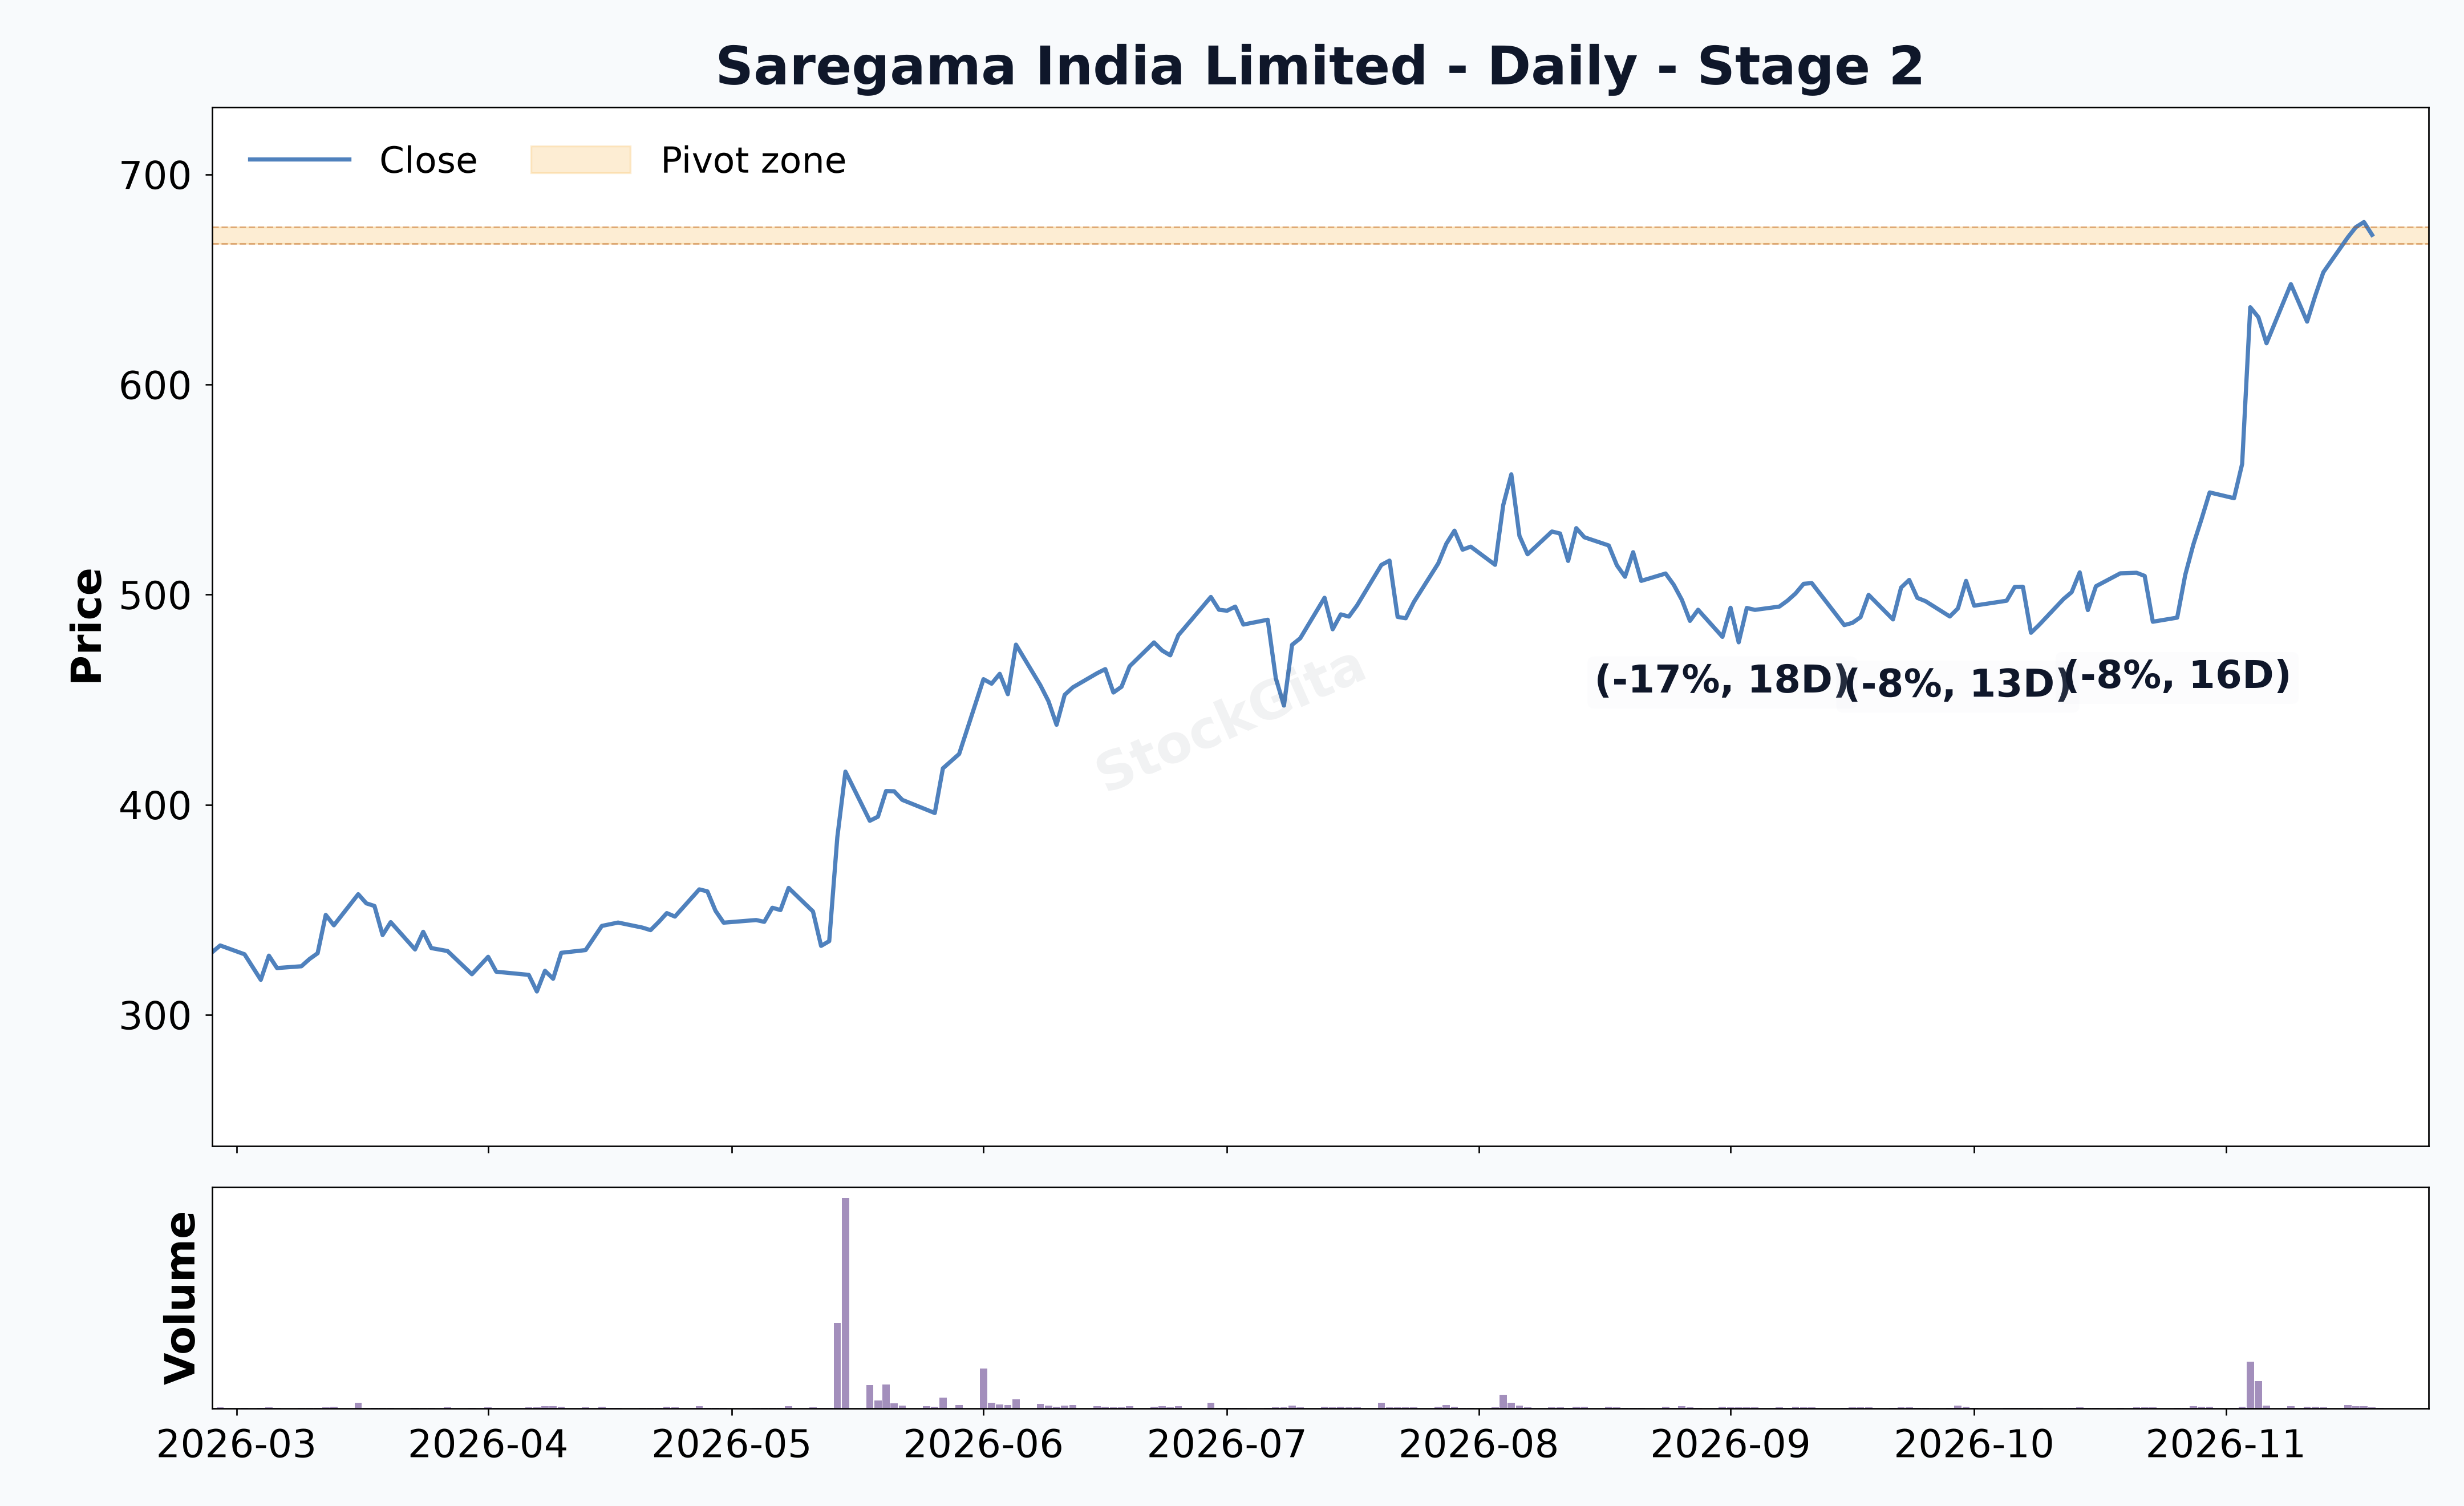 Saregama India Limited - Daily - Stage 2
Close
Pivot zone
700
600
500
400
300
Price
(-17%, 18D)
(-8%, 13D)
(-8%, 16D)
StockGita
Volume
2026-03
2026-04
2026-05
2026-06
2026-07
2026-08
2026-09
2026-10
2026-11